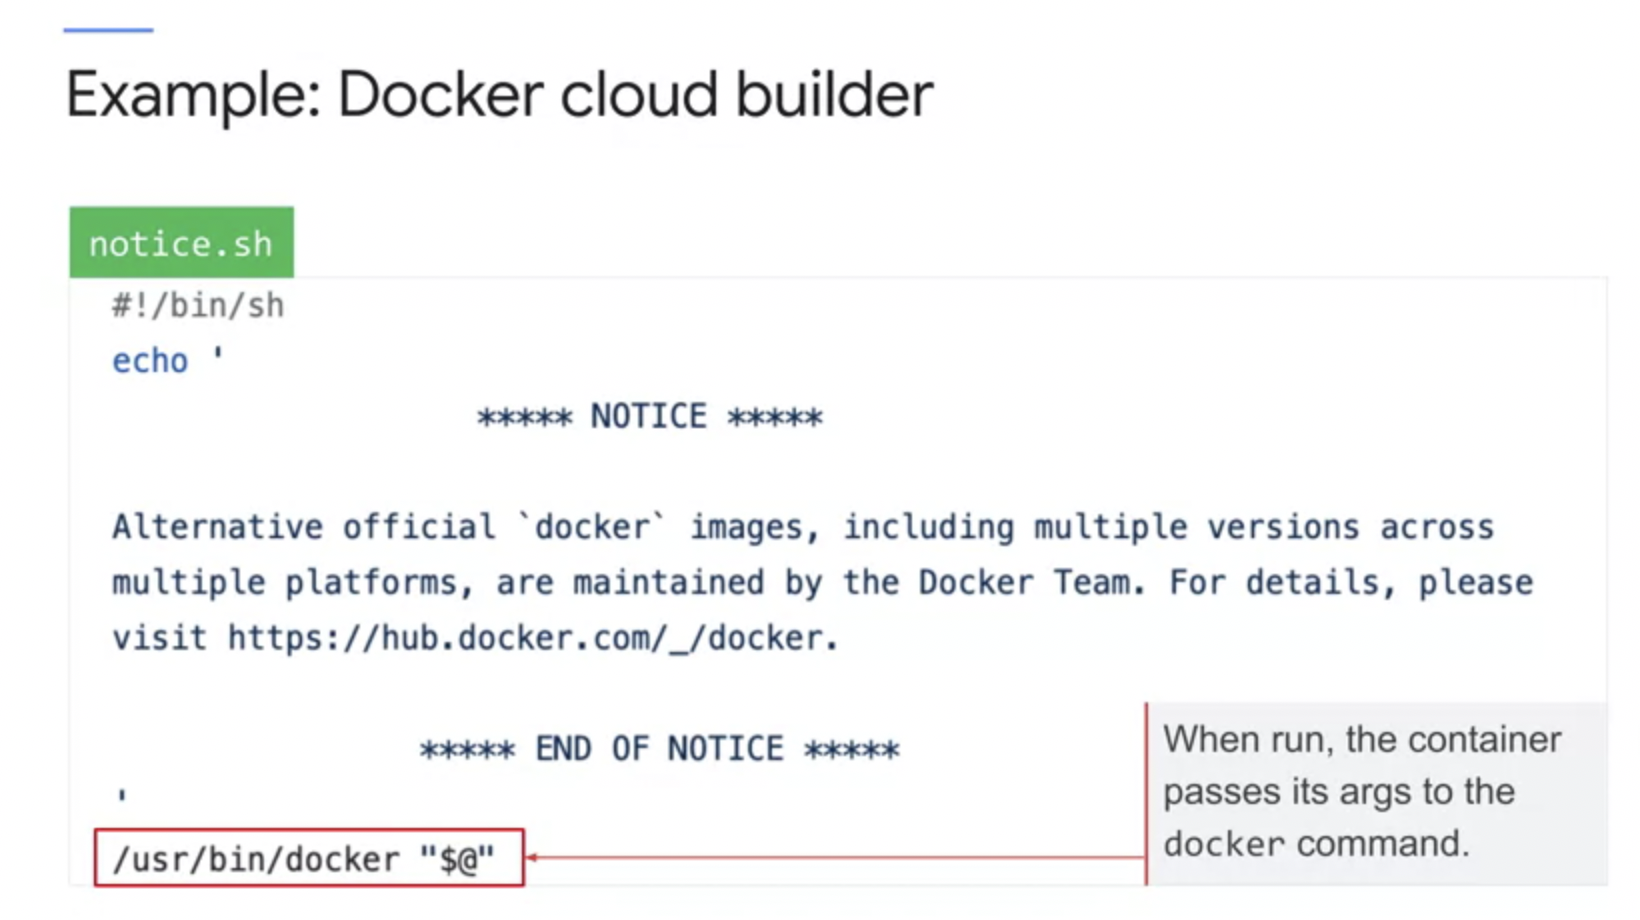 Example: Docker cloud builder
notice.sh
#!/bin/sh
echo '
***** NOTICE *****
Alternative official `docker` images, including multiple versions across
multiple platforms, are maintained by the Docker Team. For details, please
visit https://hub.docker.com/_/docker.
***** END OF NOTICE *****
'
/usr/bin/docker "$@"
When run, the container
passes its args to the
docker command.